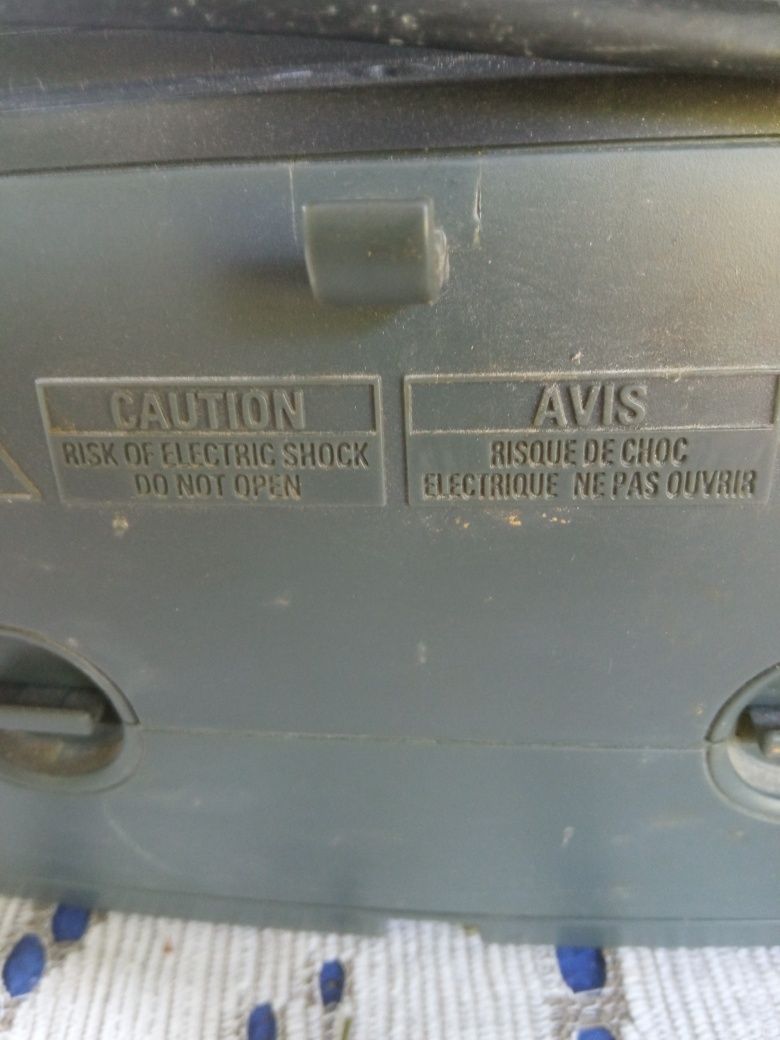 CAUTION
RISK OF ELECTRIC SHOCK
DO NOT OPEN
AVIS
RISQUE DE CHOC
ELECTRIQUE NE PAS OUVRIR